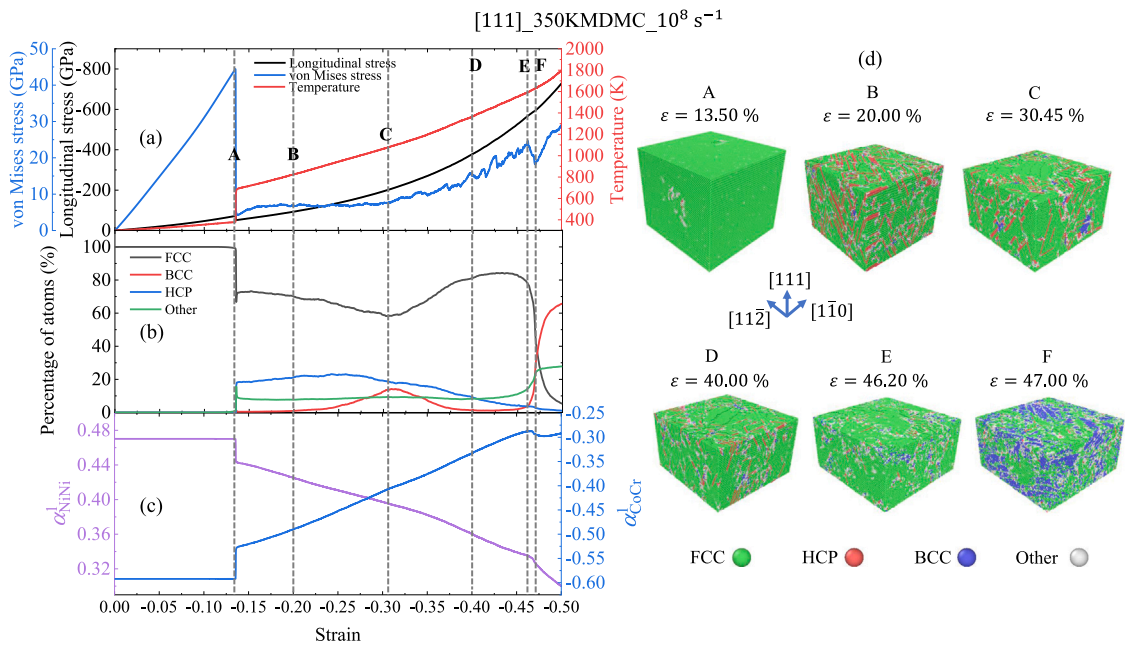 [111]_350KMDMC_10⁸ s⁻¹
von Mises stress (GPa)
50
40
30
20
10
0
Longitudinal stress (GPa)
-800
-600
-400
-200
0
Longitudinal stress
von Mises stress
Temperature
(a)
A
B
C
D
E
F
2000
1800
1600
1400
1200
1000
800
600
400
Temperature (K)
Percentage of atoms (%)
100
80
60
40
20
0
FCC
BCC
HCP
Other
(b)
α¹NiNi
0.48
0.44
0.40
0.36
0.32
(c)
-0.25
-0.30
-0.35
-0.40
-0.45
-0.50
-0.55
-0.60
α¹CoCr
0.00 -0.05 -0.10 -0.15 -0.20 -0.25 -0.30 -0.35 -0.40 -0.45 -0.50
Strain
(d)
A
ε = 13.50 %
B
ε = 20.00 %
C
ε = 30.45 %
[111]
[112̄]
[11̄0]
D
ε = 40.00 %
E
ε = 46.20 %
F
ε = 47.00 %
FCC
HCP
BCC
Other